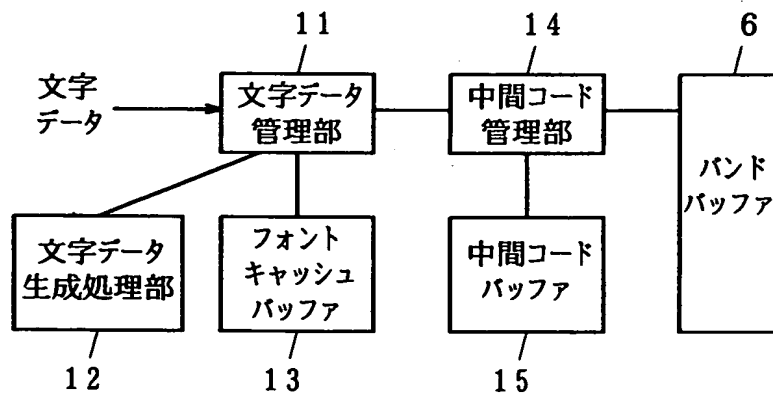 11
14
6
文字
データ
文字データ
管理部
中間コード
管理部
バンド
バッファ
文字データ
生成処理部
フォント
キャッシュ
バッファ
中間コード
バッファ
12
13
15